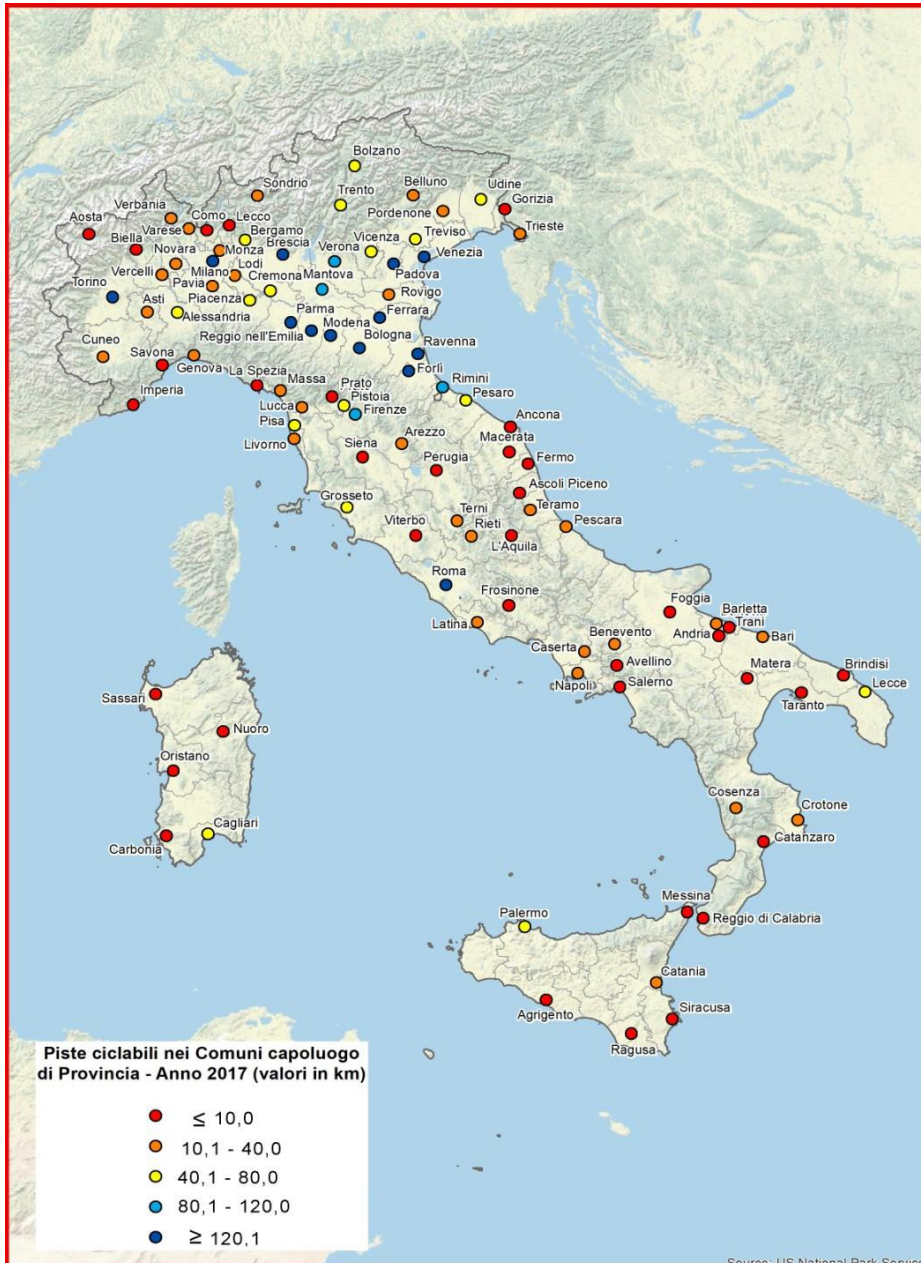 Bolzano
Sondrio
Belluno
Udine
Verbania
Trento
Gorizia
Aosta
Varese
Como
Lecco
Pordenone
Trieste
Biella
Bergamo
Vicenza
Treviso
Novara
Monza
Brescia
Verona
Venezia
Vercelli
Milano
Lodi
Torino
Pavia
Cremona
Mantova
Padova
Asti
Piacenza
Rovigo
Alessandria
Parma
Ferrara
Modena
Cuneo
Reggio nell'Emilia
Bologna
Ravenna
Savona
Genova
La Spezia
Massa
Forlì
Rimini
Imperia
Prato
Pistoia
Pesaro
Lucca
Firenze
Pisa
Ancona
Livorno
Siena
Arezzo
Macerata
Perugia
Fermo
Grosseto
Ascoli Piceno
Terni
Teramo
Viterbo
Rieti
Pescara
L'Aquila
Roma
Frosinone
Foggia
Barletta
Trani
Latina
Andria
Bari
Caserta
Benevento
Avellino
Matera
Brindisi
Napoli
Salerno
Lecce
Taranto
Sassari
Nuoro
Oristano
Cosenza
Crotone
Cagliari
Carbonia
Catanzaro
Messina
Palermo
Reggio di Calabria
Catania
Agrigento
Siracusa
Ragusa
Piste ciclabili nei Comuni capoluogo
di Provincia - Anno 2017 (valori in km)
≤ 10,0
10,1 - 40,0
40,1 - 80,0
80,1 - 120,0
≥ 120,1
Source: US National Park Service